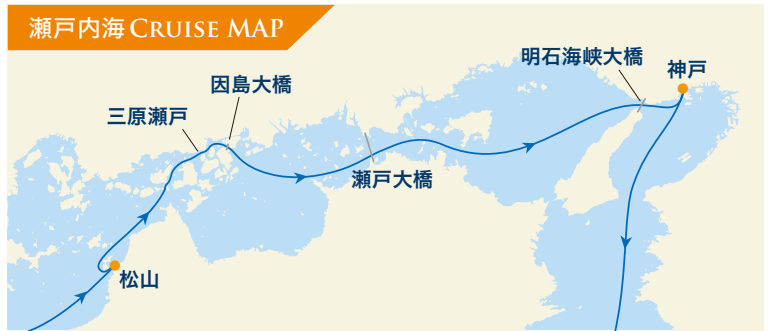 瀬戸内海 CRUISE MAP
明石海峡大橋
神戸
因島大橋
三原瀬戸
瀬戸大橋
松山